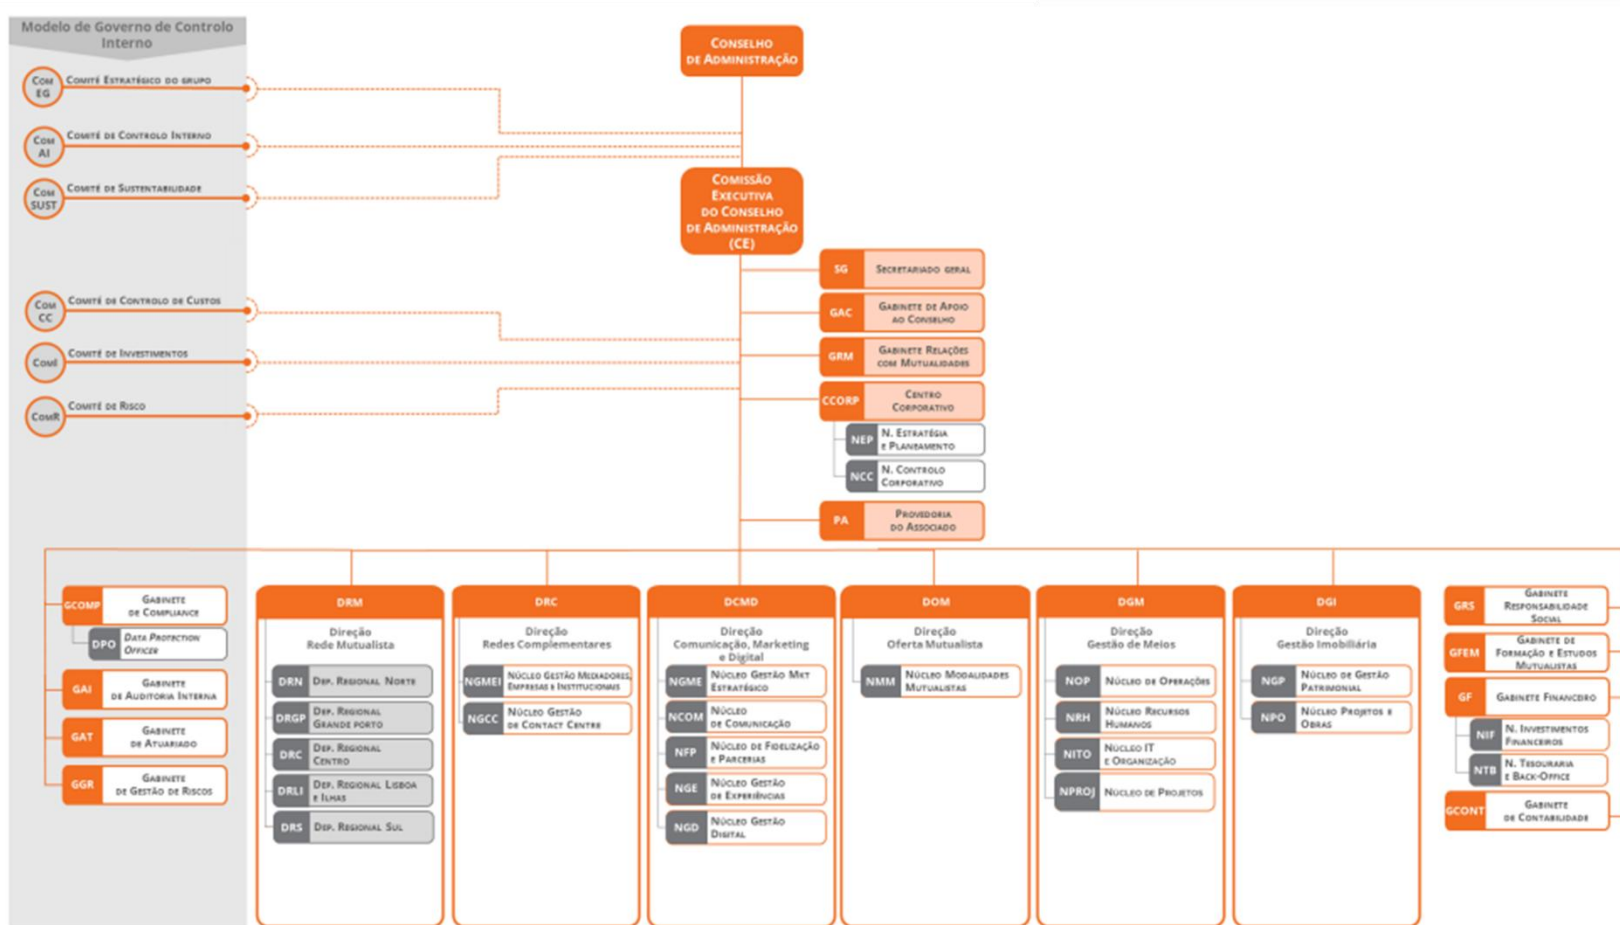 Modelo de Governo de Controlo
Interno
COM
EG
COMITÉ ESTRATÉGICO DO GRUPO
COM
AI
COMITÉ DE CONTROLO INTERNO
COM
SUST
COMITÉ DE SUSTENTABILIDADE
COM
CC
COMITÉ DE CONTROLO DE CUSTOS
COMI
COMITÉ DE INVESTIMENTOS
COMR
COMITÉ DE RISCO
CONSELHO
DE ADMINISTRAÇÃO
COMISSÃO
EXECUTIVA
DO CONSELHO
DE ADMINISTRAÇÃO
(CE)
SG
SECRETARIADO GERAL
GAC
GABINETE DE APOIO
AO CONSELHO
GRM
GABINETE RELAÇÕES
COM MUTUALIDADES
CCORP
CENTRO
CORPORATIVO
NEP
N. ESTRATÉGIA
E PLANEAMENTO
NCC
N. CONTROLO
CORPORATIVO
PA
PROVEDORIA
DO ASSOCIADO
GCOMP
GABINETE
DE COMPLIANCE
DPO
DATA PROTECTION
OFFICER
GAI
GABINETE
DE AUDITORIA INTERNA
GAT
GABINETE
DE ATUARIADO
GGR
GABINETE
DE GESTÃO DE RISCOS
DRM
Direção
Rede Mutualista
DRN
DEP. REGIONAL NORTE
DRGP
DEP. REGIONAL
GRANDE PORTO
DRC
DEP. REGIONAL
CENTRO
DRLI
DEP. REGIONAL LISBOA
E ILHAS
DRS
DEP. REGIONAL SUL
DRC
Direção
Redes Complementares
NGMEI
NÚCLEO GESTÃO MEDIADORES,
EMPRESAS E INSTITUCIONAIS
NGCC
NÚCLEO GESTÃO
DE CONTACT CENTRE
DCMD
Direção
Comunicação, Marketing
e Digital
NGME
NÚCLEO GESTÃO MKT
ESTRATÉGICO
NCOM
NÚCLEO
DE COMUNICAÇÃO
NFP
NÚCLEO DE FIDELIZAÇÃO
E PARCERIAS
NGE
NÚCLEO GESTÃO
DE EXPERIÊNCIAS
NGD
NÚCLEO GESTÃO
DIGITAL
DOM
Direção
Oferta Mutualista
NMM
NÚCLEO MODALIDADES
MUTUALISTAS
DGM
Direção
Gestão de Meios
NOP
NÚCLEO DE OPERAÇÕES
NRH
NÚCLEO RECURSOS
HUMANOS
NITO
NÚCLEO IT
E ORGANIZAÇÃO
NPROJ
NÚCLEO DE PROJETOS
DGI
Direção
Gestão Imobiliária
NGP
NÚCLEO DE GESTÃO
PATRIMONIAL
NPO
NÚCLEO PROJETOS E
OBRAS
GRS
GABINETE
RESPONSABILIDADE
SOCIAL
GFEM
GABINETE DE
FORMAÇÃO E ESTUDOS
MUTUALISTAS
GF
GABINETE FINANCEIRO
NIF
N. INVESTIMENTOS
FINANCEIROS
NTB
N. TESOURARIA
E BACK-OFFICE
GCONT
GABINETE
DE CONTABILIDADE